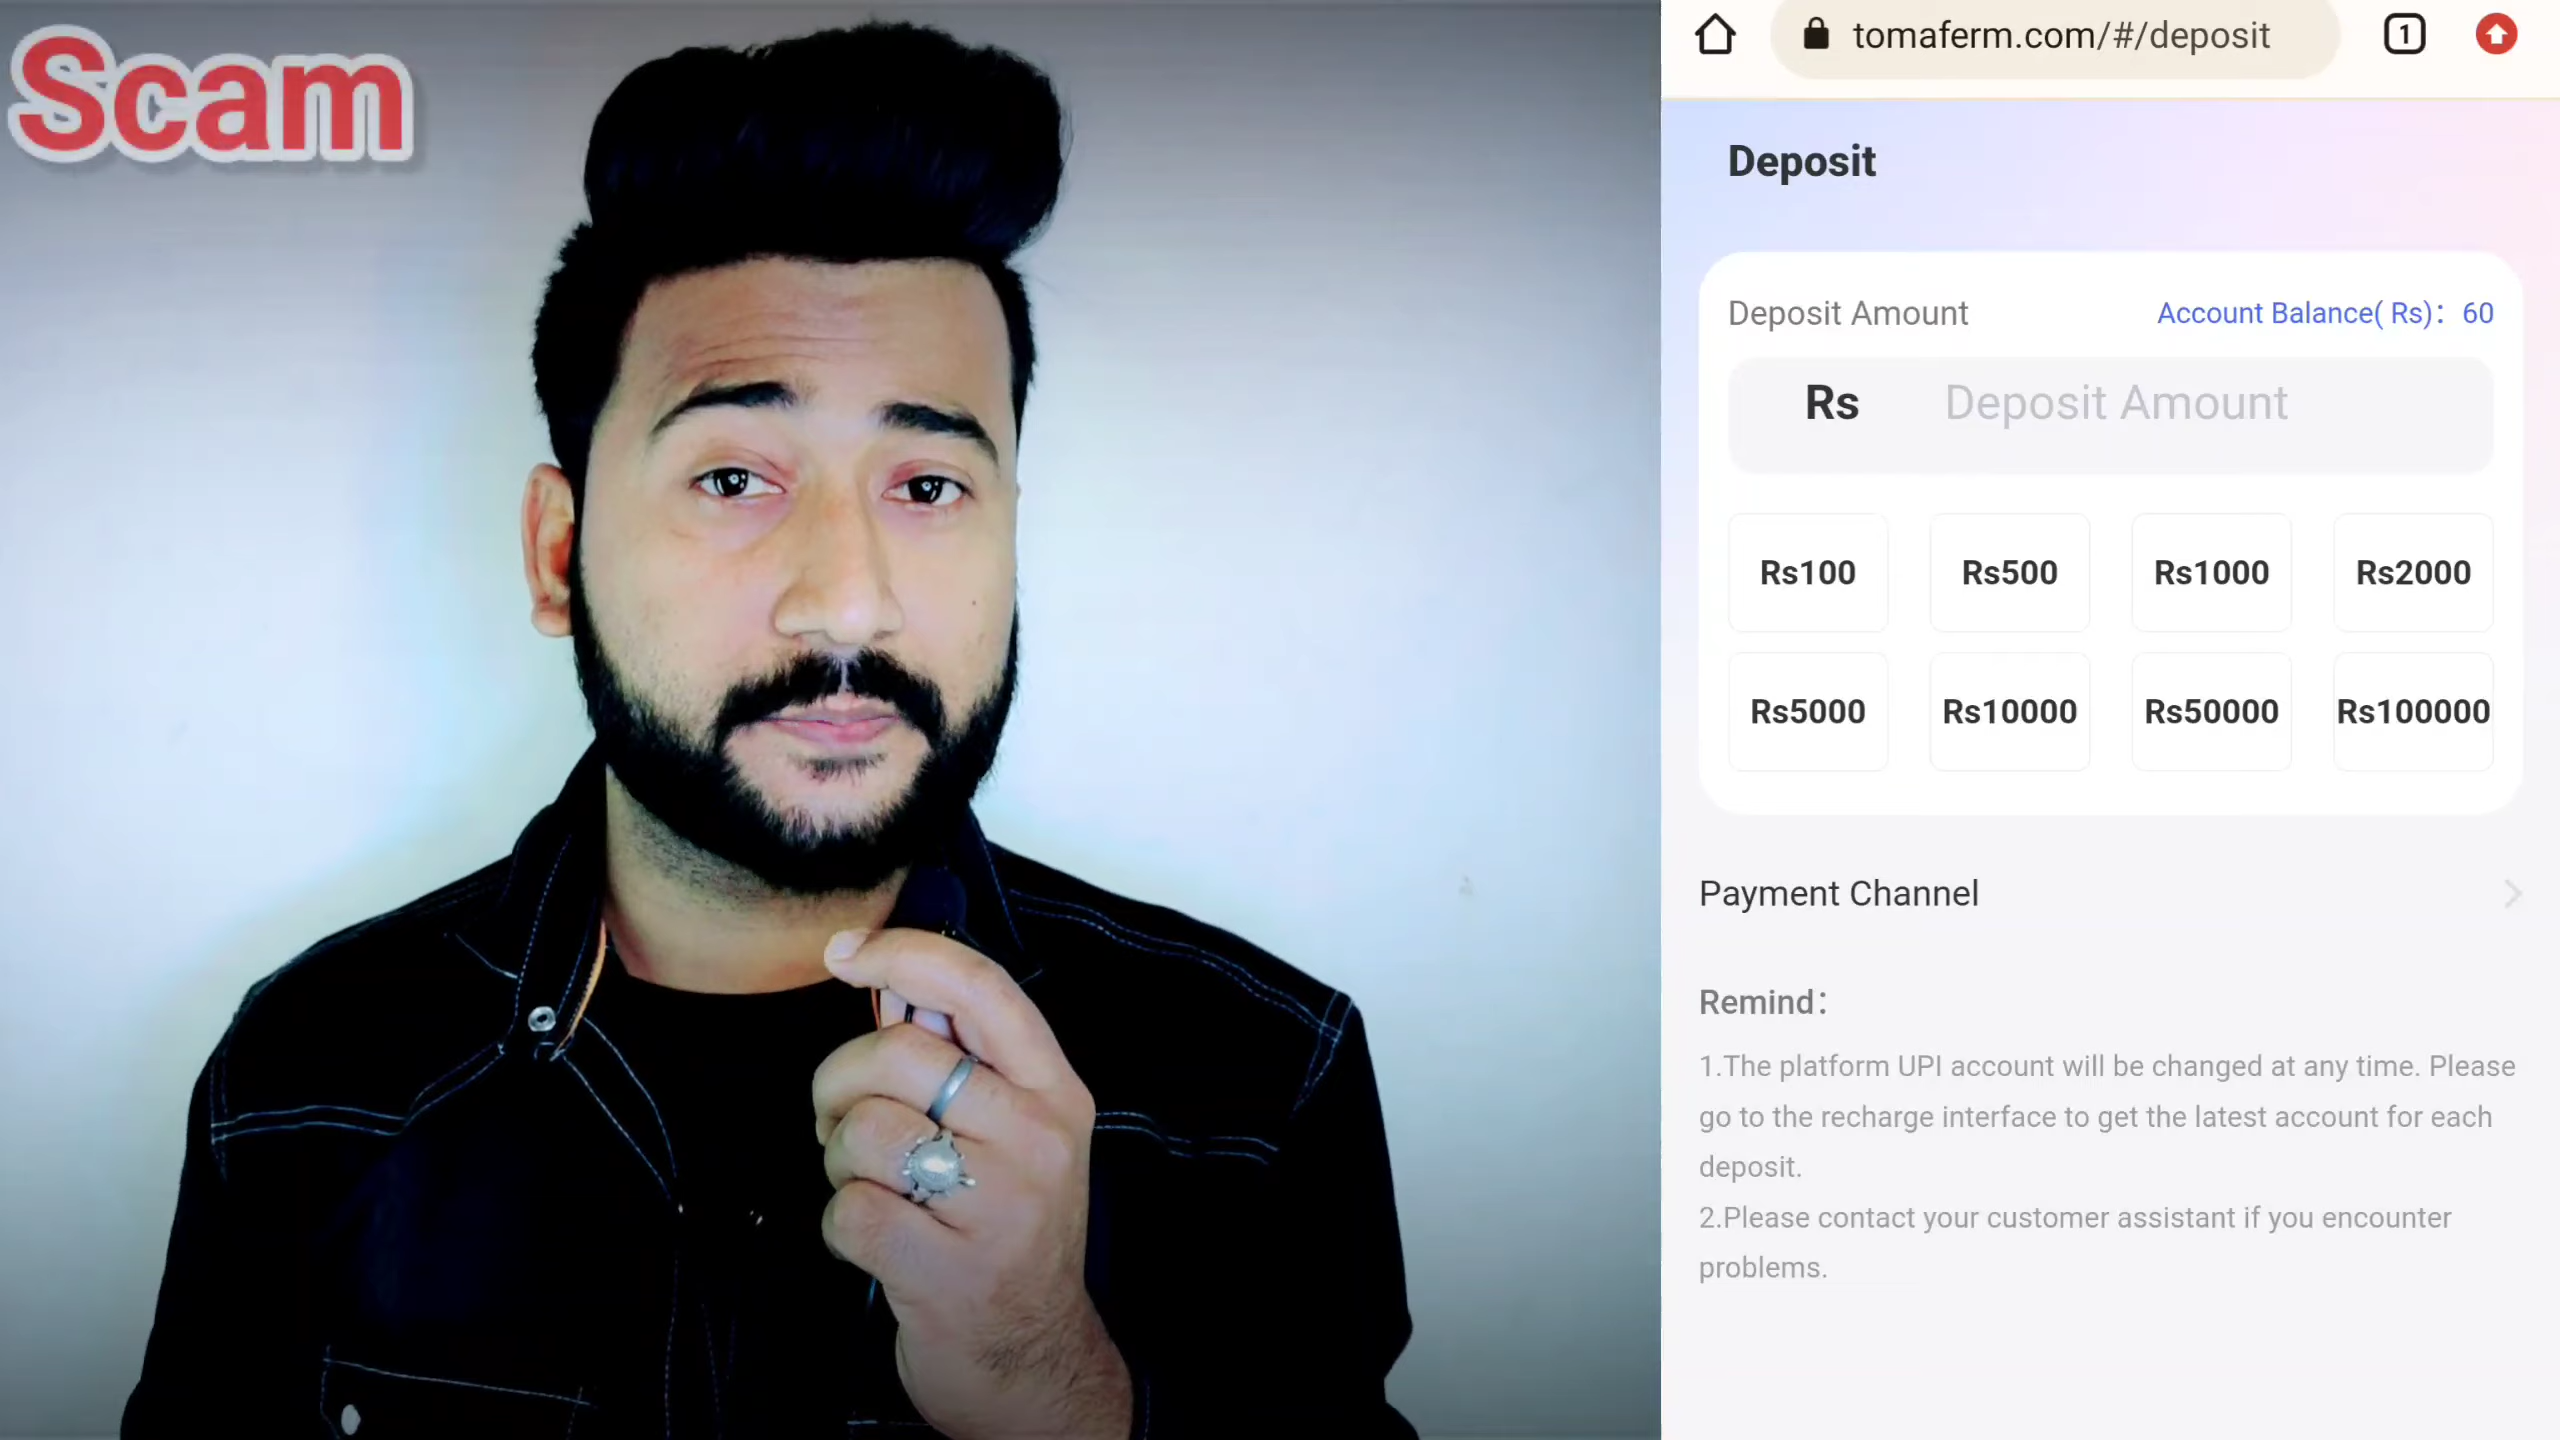 Scam
1
tomaferm.com/#/deposit
Deposit
Deposit Amount
Account Balance( Rs): 60
Rs
Deposit Amount
Rs100
Rs500
Rs1000
Rs2000
Rs5000
Rs10000
Rs50000
Rs100000
Payment Channel
Remind:
1.The platform UPI account will be changed at any time. Please
go to the recharge interface to get the latest account for each
deposit.
2.Please contact your customer assistant if you encounter
problems.